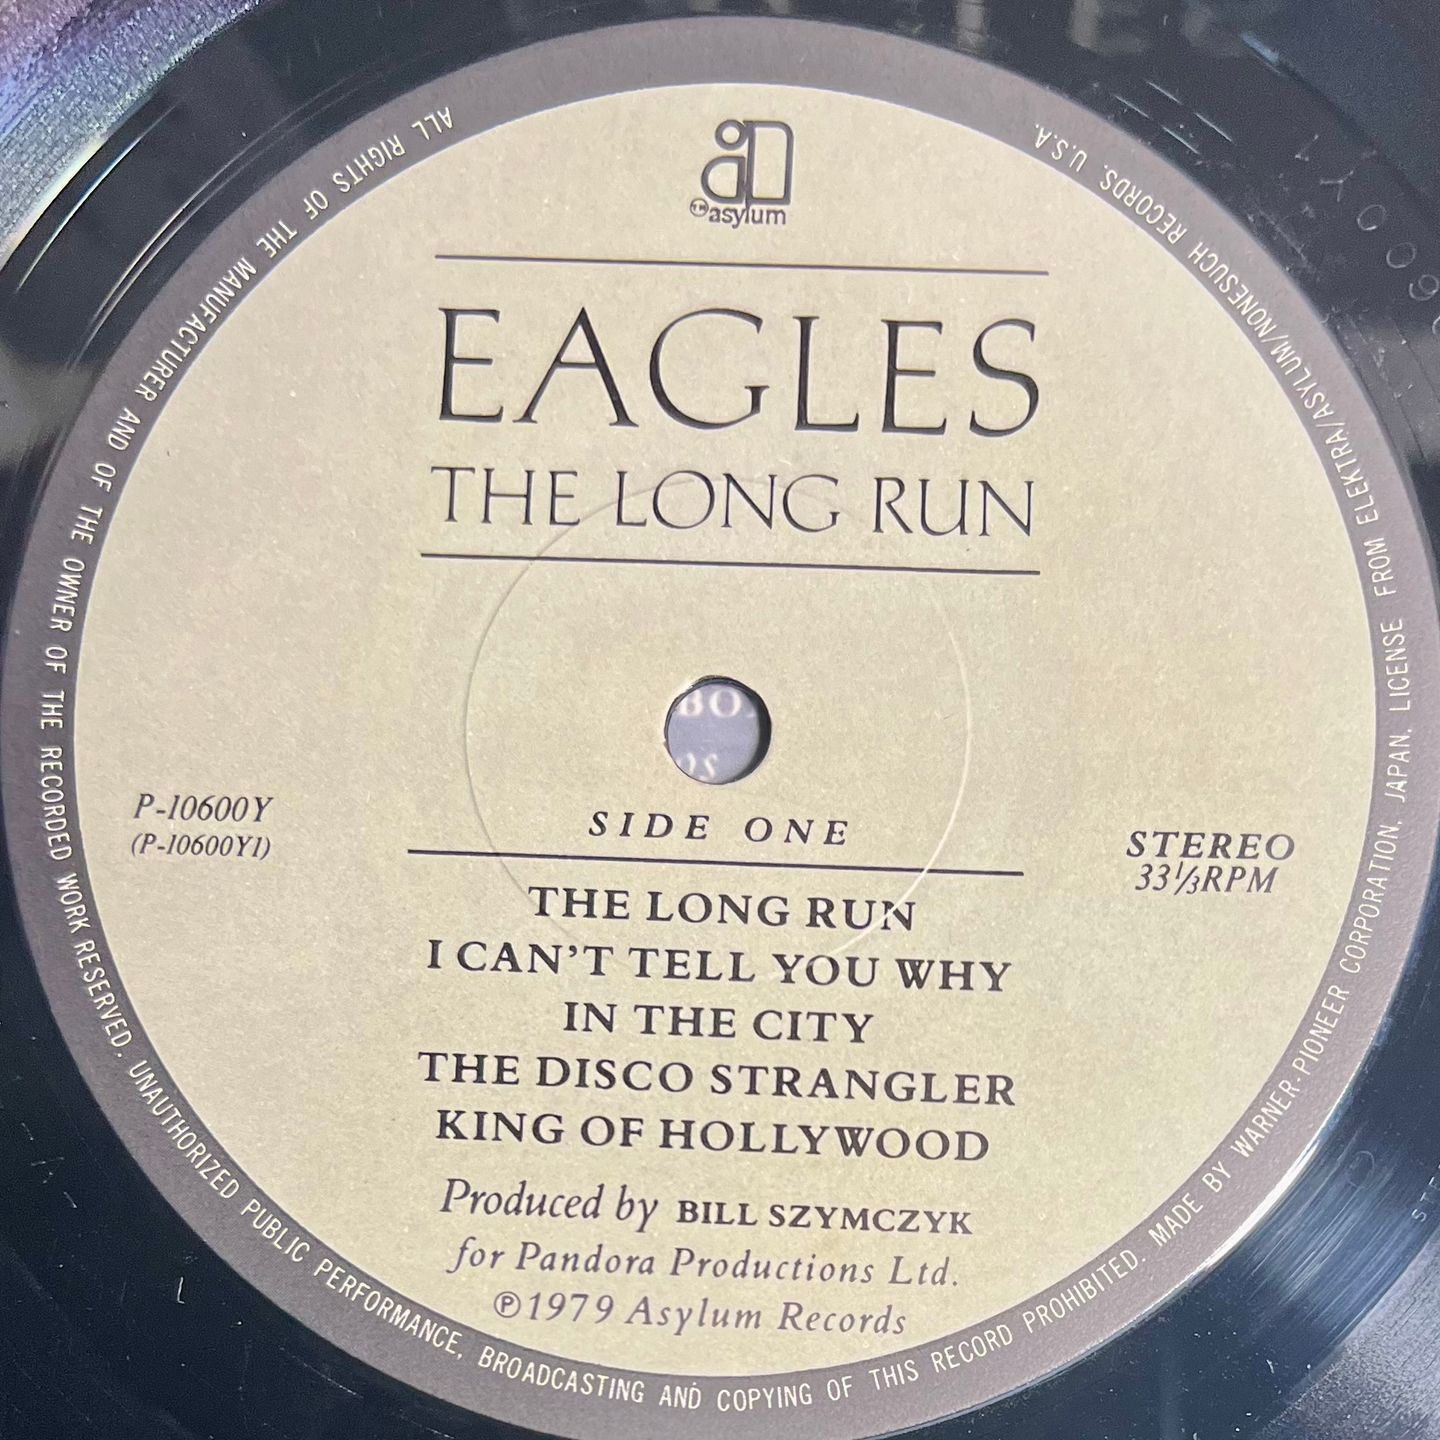 asylum
EAGLES
THE LONG RUN
SIDE ONE
P-10600Y
(P-10600Y1)
STEREO
33⅓RPM
THE LONG RUN
I CAN'T TELL YOU WHY
IN THE CITY
THE DISCO STRANGLER
KING OF HOLLYWOOD
Produced by BILL SZYMCZYK
for Pandora Productions Ltd.
℗1979 Asylum Records
ALL RIGHTS OF THE MANUFACTURER AND OF THE OWNER OF THE RECORDED WORK RESERVED. UNAUTHORIZED PUBLIC PERFORMANCE, BROADCASTING AND COPYING OF THIS RECORD PROHIBITED. MADE BY WARNER-PIONEER CORPORATION, JAPAN, LICENSE FROM ELEKTRA/ASYLUM/NONESUCH RECORDS, U.S.A.